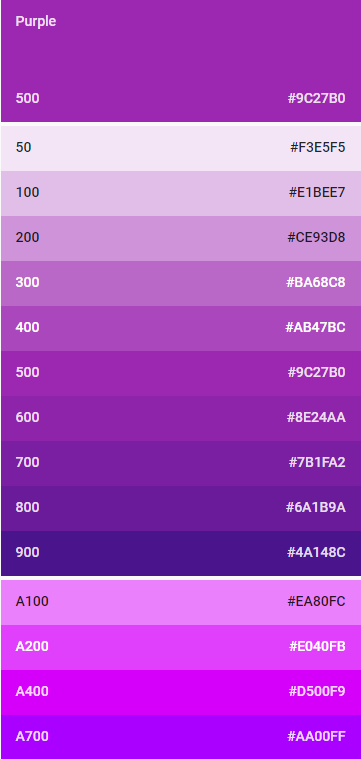 Purple
500 #9C27B0
50 #F3E5F5
100 #E1BEE7
200 #CE93D8
300 #BA68C8
400 #AB47BC
500 #9C27B0
600 #8E24AA
700 #7B1FA2
800 #6A1B9A
900 #4A148C
A100 #EA80FC
A200 #E040FB
A400 #D500F9
A700 #AA00FF